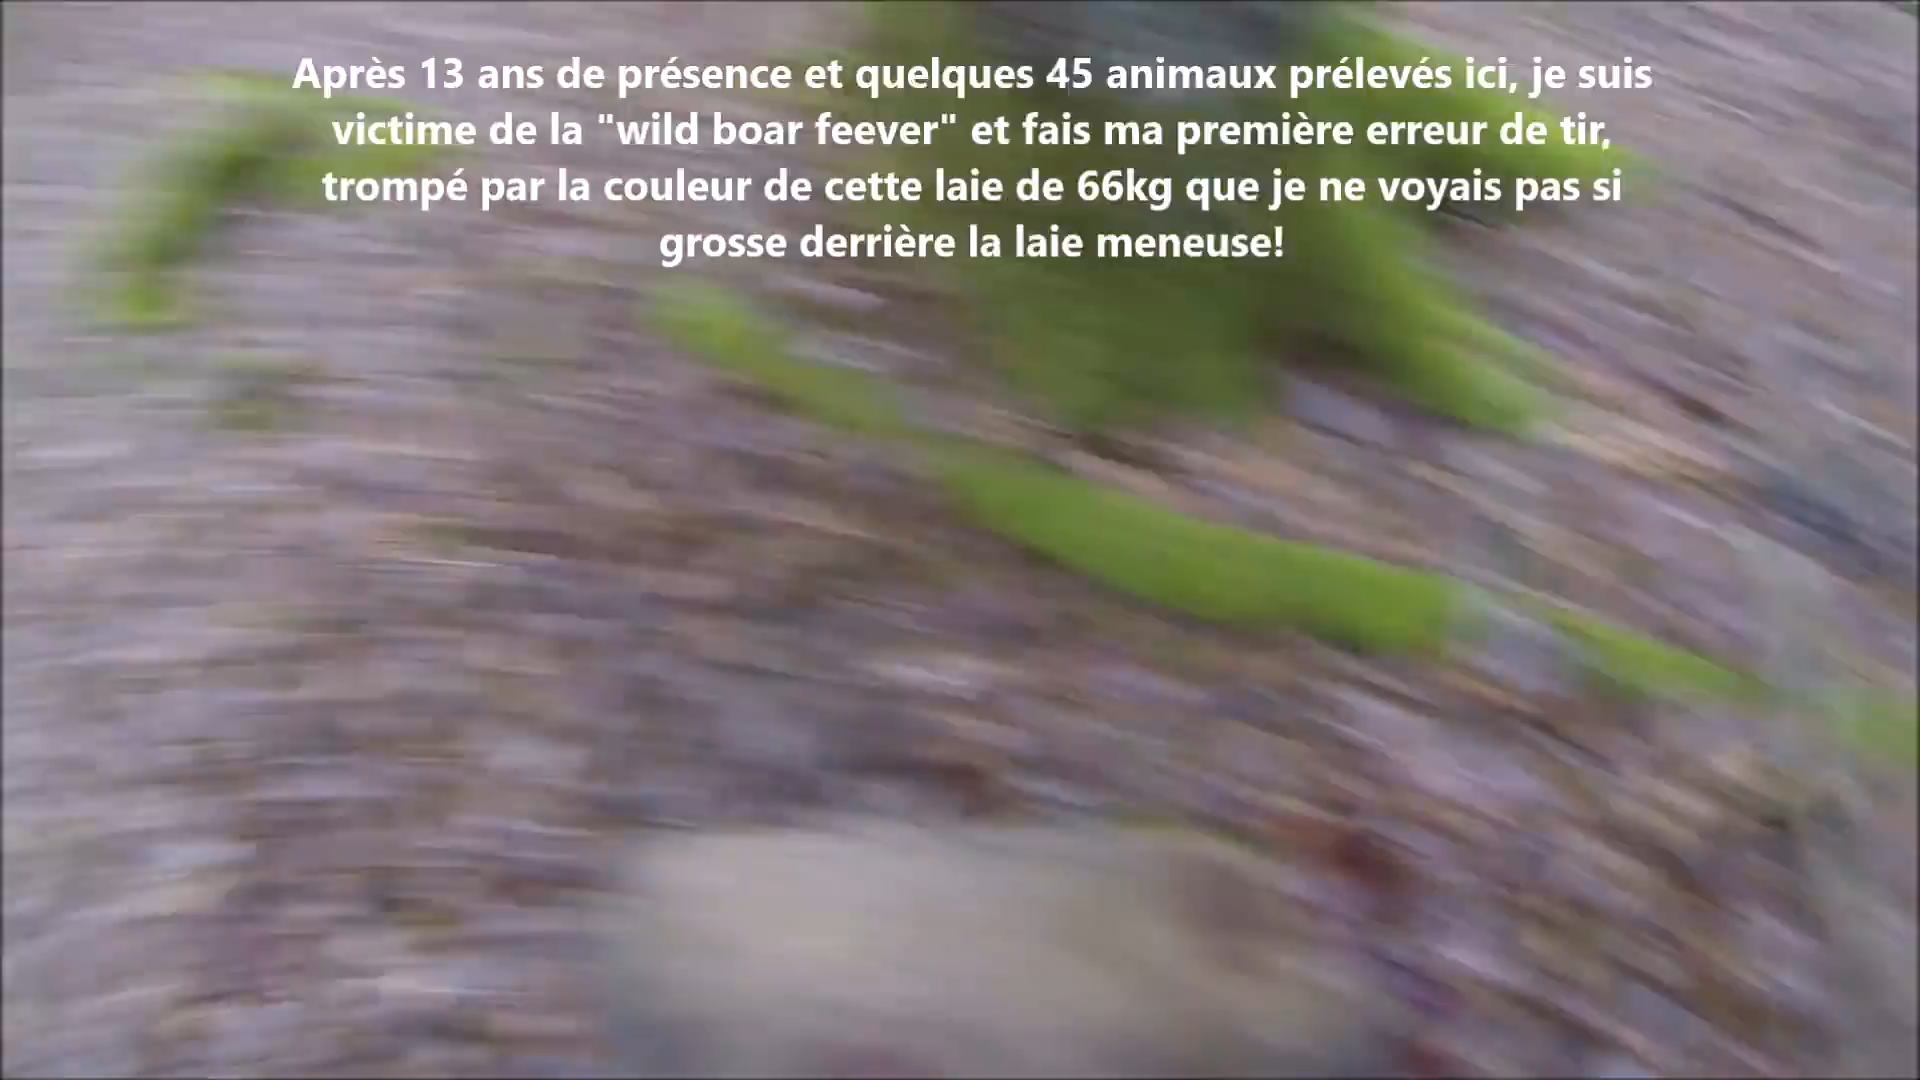 Après 13 ans de présence et quelques 45 animaux prélevés ici, je suis
victime de la "wild boar feever" et fais ma première erreur de tir,
trompé par la couleur de cette laie de 66kg que je ne voyais pas si
grosse derrière la laie meneuse!